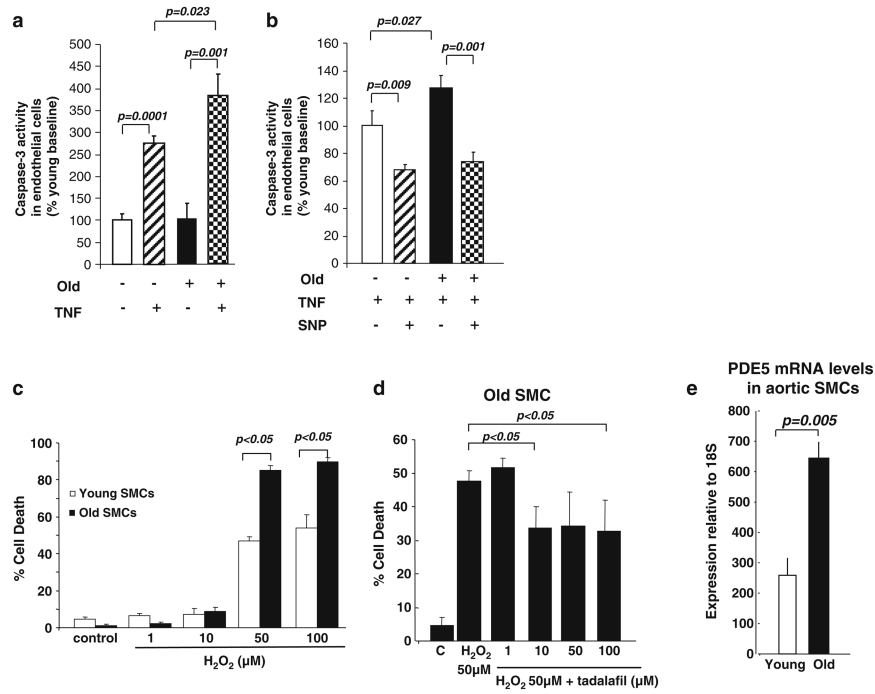 a
p=0.023
p=0.001
p=0.0001
Caspase-3 activity
in endothelial cells
(% young baseline)
500
450
400
350
300
250
200
150
100
50
0
Old - - + +
TNF - + - +
b
p=0.027
p=0.001
p=0.009
Caspase-3 activity
in endothelial cells
(% young baseline)
160
140
120
100
80
60
40
20
0
Old - - + +
TNF + + + +
SNP - + - +
c
p<0.05 p<0.05
% Cell Death
100
80
60
40
20
0
Young SMCs
Old SMCs
control 1 10 50 100
H₂O₂ (μM)
d
Old SMC
p<0.05
p<0.05
% Cell Death
60
50
40
30
20
10
0
C H₂O₂ 1 10 50 100
50μM
H₂O₂ 50μM + tadalafil (μM)
e
PDE5 mRNA levels
in aortic SMCs
p=0.005
Expression relative to 18S
800
700
600
500
400
300
200
100
0
Young Old